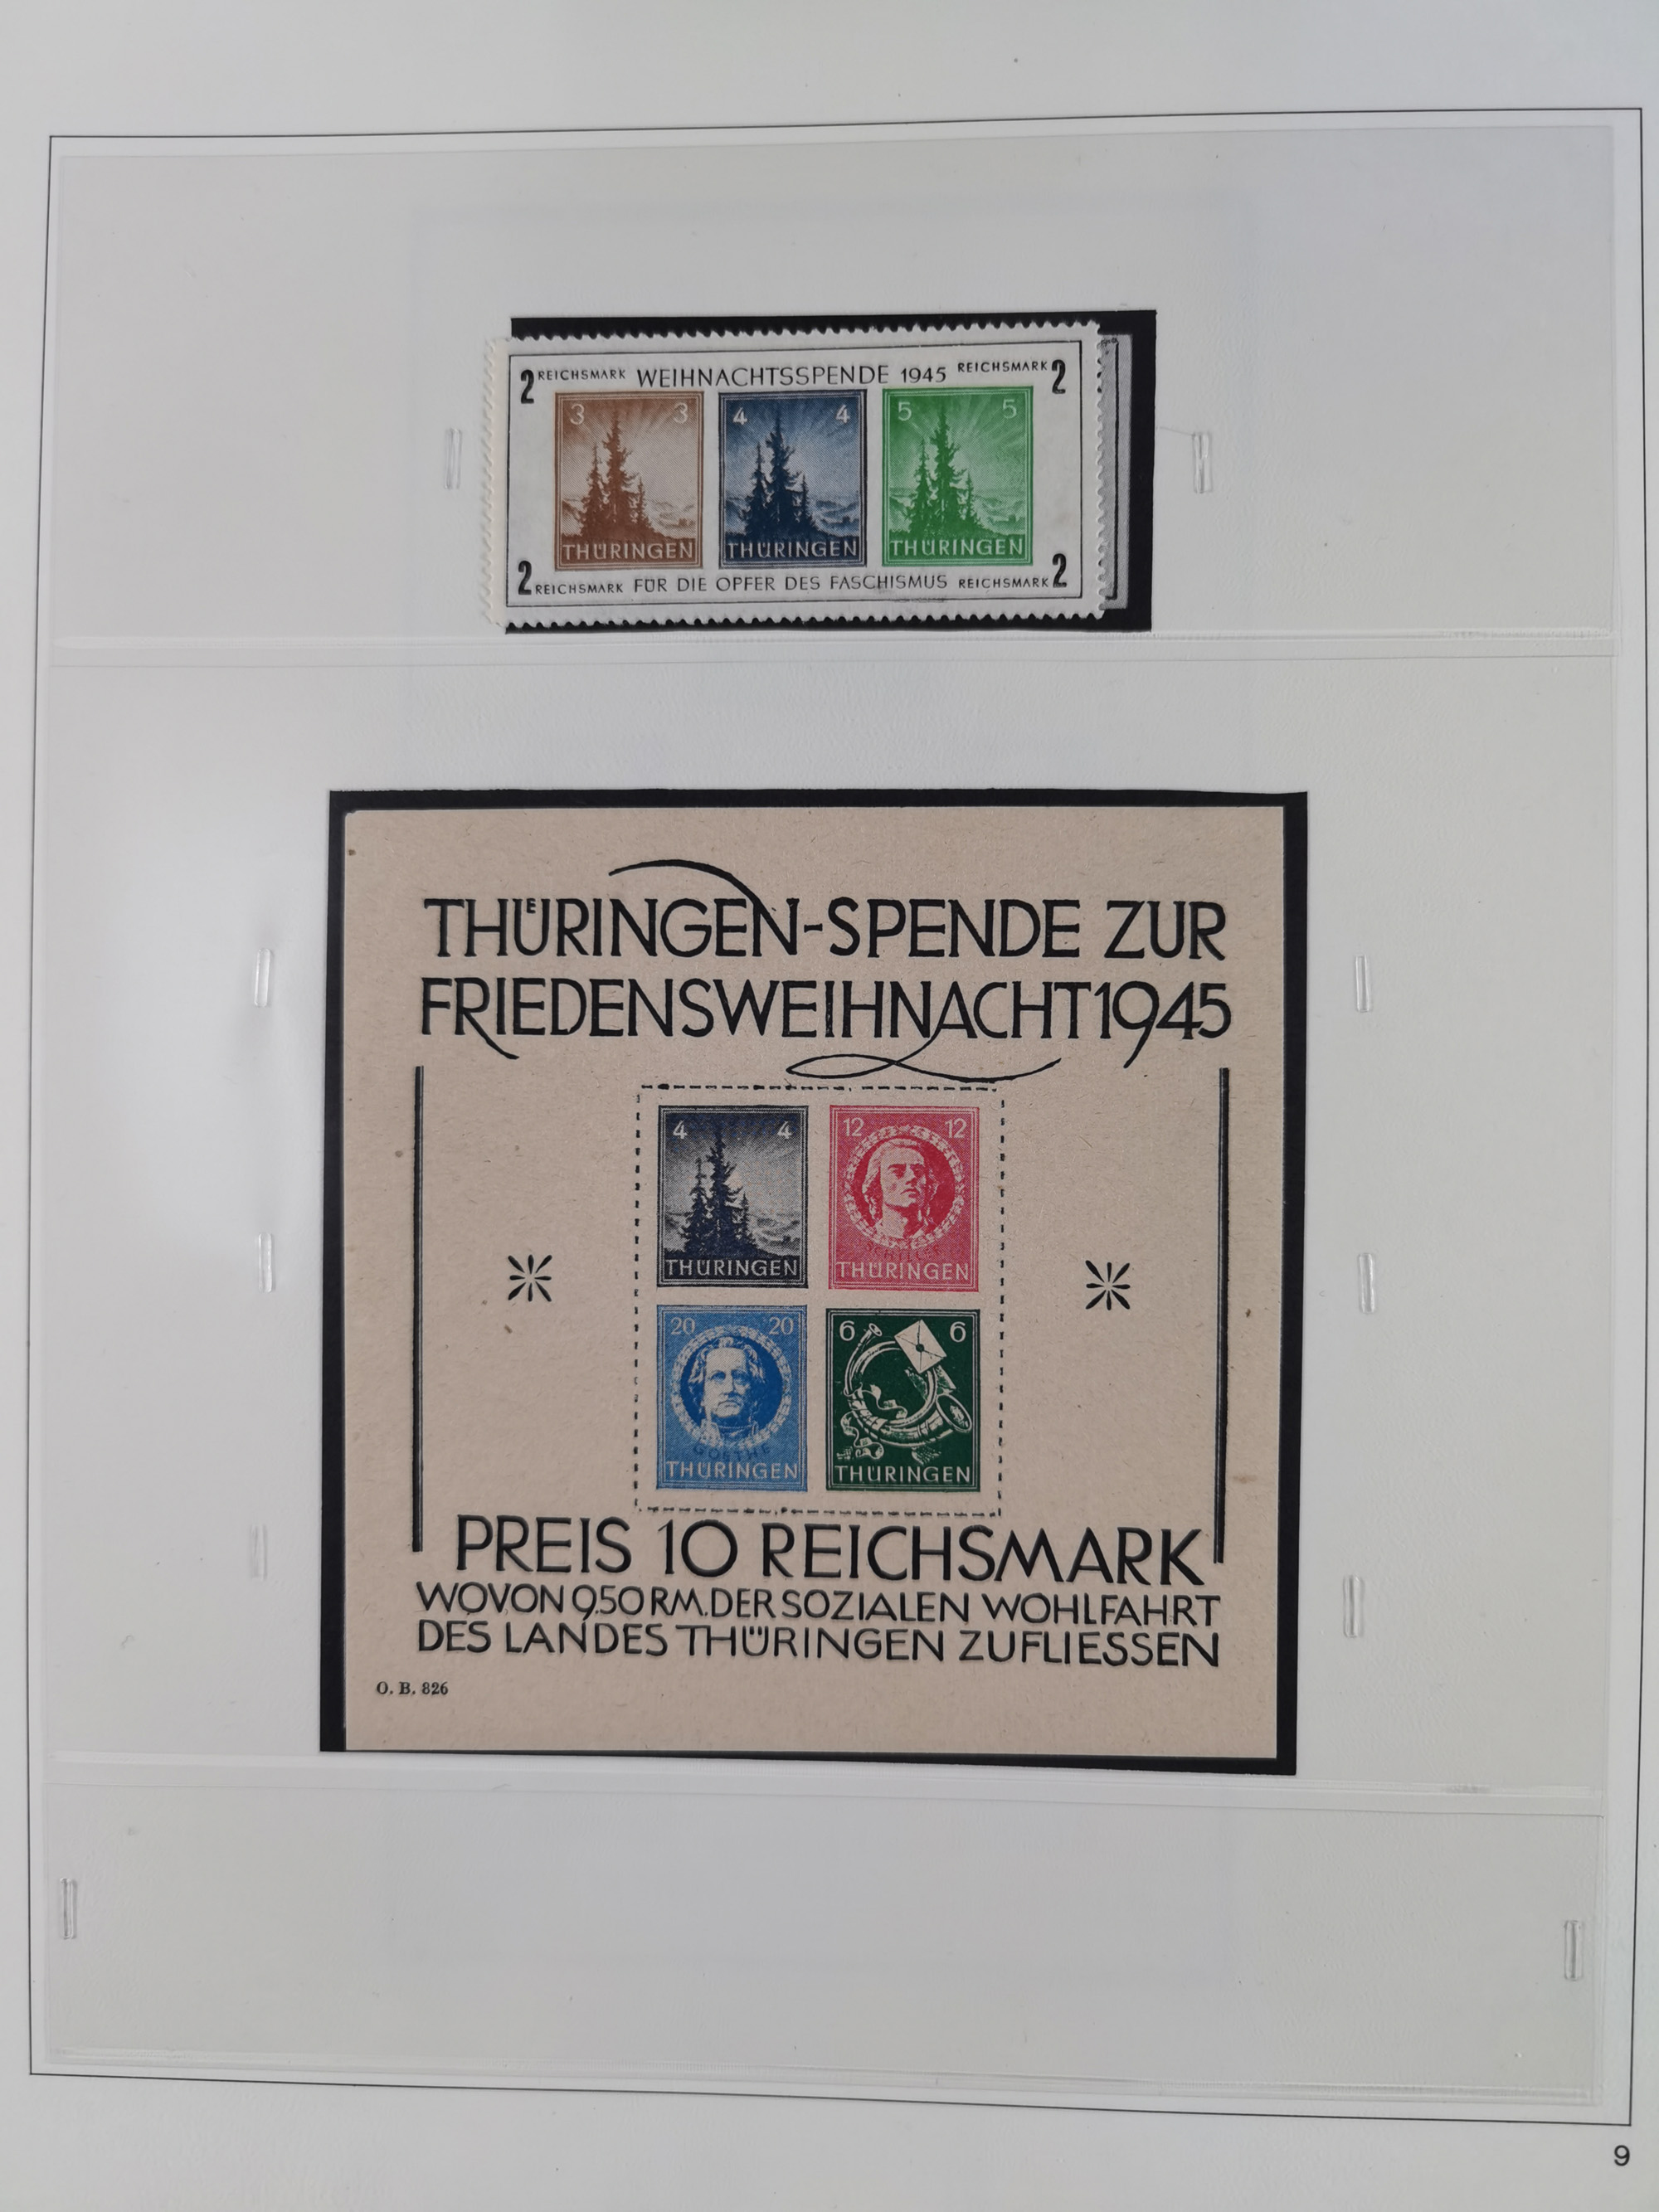 2 REICHSMARK WEIHNACHTSSPENDE 1945 REICHSMARK 2
3 3 4 4 5 5
THÜRINGEN THÜRINGEN THÜRINGEN
2 REICHSMARK FÜR DIE OPFER DES FASCHISMUS REICHSMARK 2
THÜRINGEN-SPENDE ZUR
FRIEDENSWEIHNACHT 1945
4 4 12 12
SCHILLER
THÜRINGEN THÜRINGEN
20 20 6 6
GOETHE
THÜRINGEN THÜRINGEN
PREIS 10 REICHSMARK
WOVON 9.50 RM. DER SOZIALEN WOHLFAHRT
DES LANDES THÜRINGEN ZUFLIESSEN
O. B. 826
9